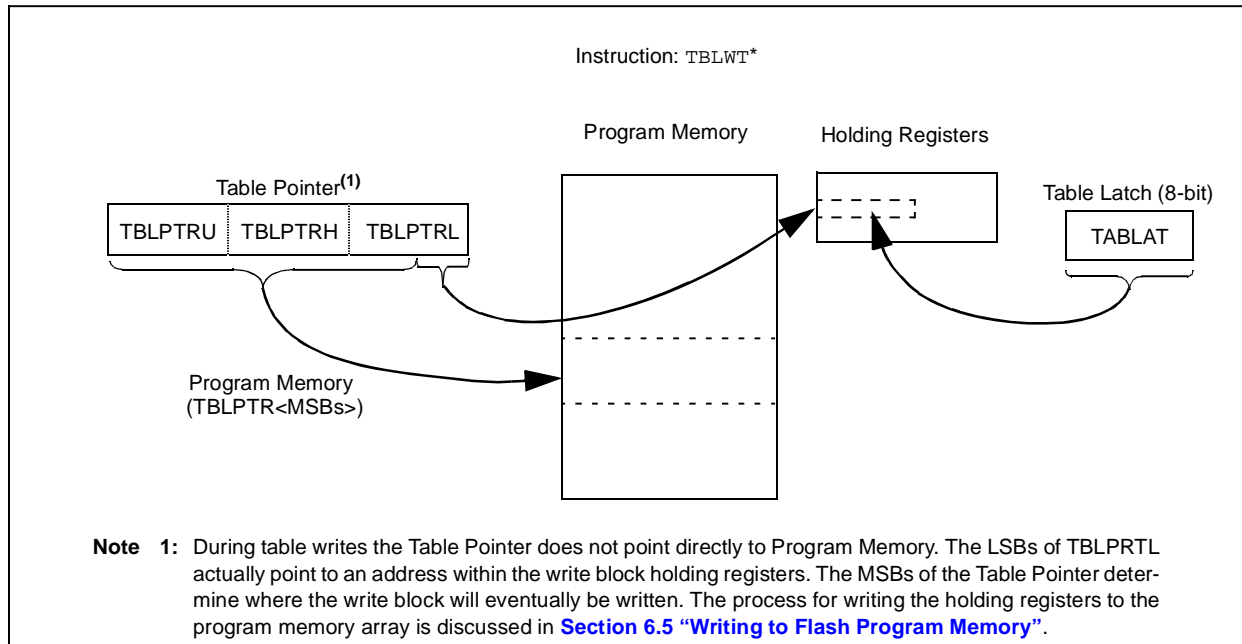 Instruction: TBLWT*
Program Memory
Holding Registers
Table Pointer(1)
Table Latch (8-bit)
TBLPTRU
TBLPTRH
TBLPTRL
TABLAT
Program Memory
(TBLPTR<MSBs>)
Note 1: During table writes the Table Pointer does not point directly to Program Memory. The LSBs of TBLPRTL
actually point to an address within the write block holding registers. The MSBs of the Table Pointer deter-
mine where the write block will eventually be written. The process for writing the holding registers to the
program memory array is discussed in Section 6.5 “Writing to Flash Program Memory”.